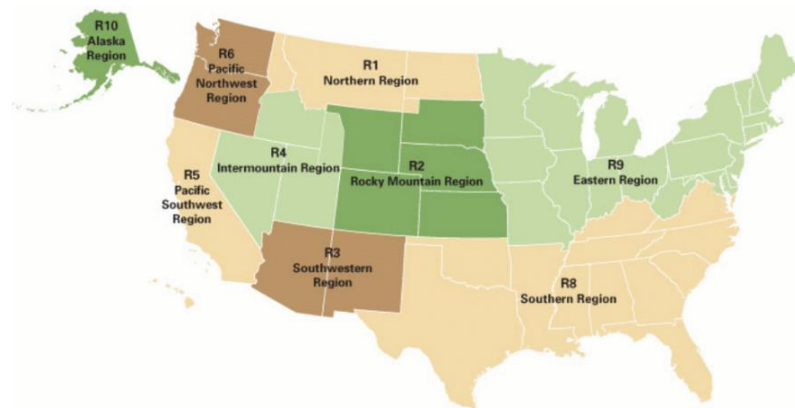 R10
Alaska
Region
R6
Pacific
Northwest
Region
R1
Northern Region
R4
Intermountain Region
R2
Rocky Mountain Region
R9
Eastern Region
R5
Pacific
Southwest
Region
R3
Southwestern
Region
R8
Southern Region